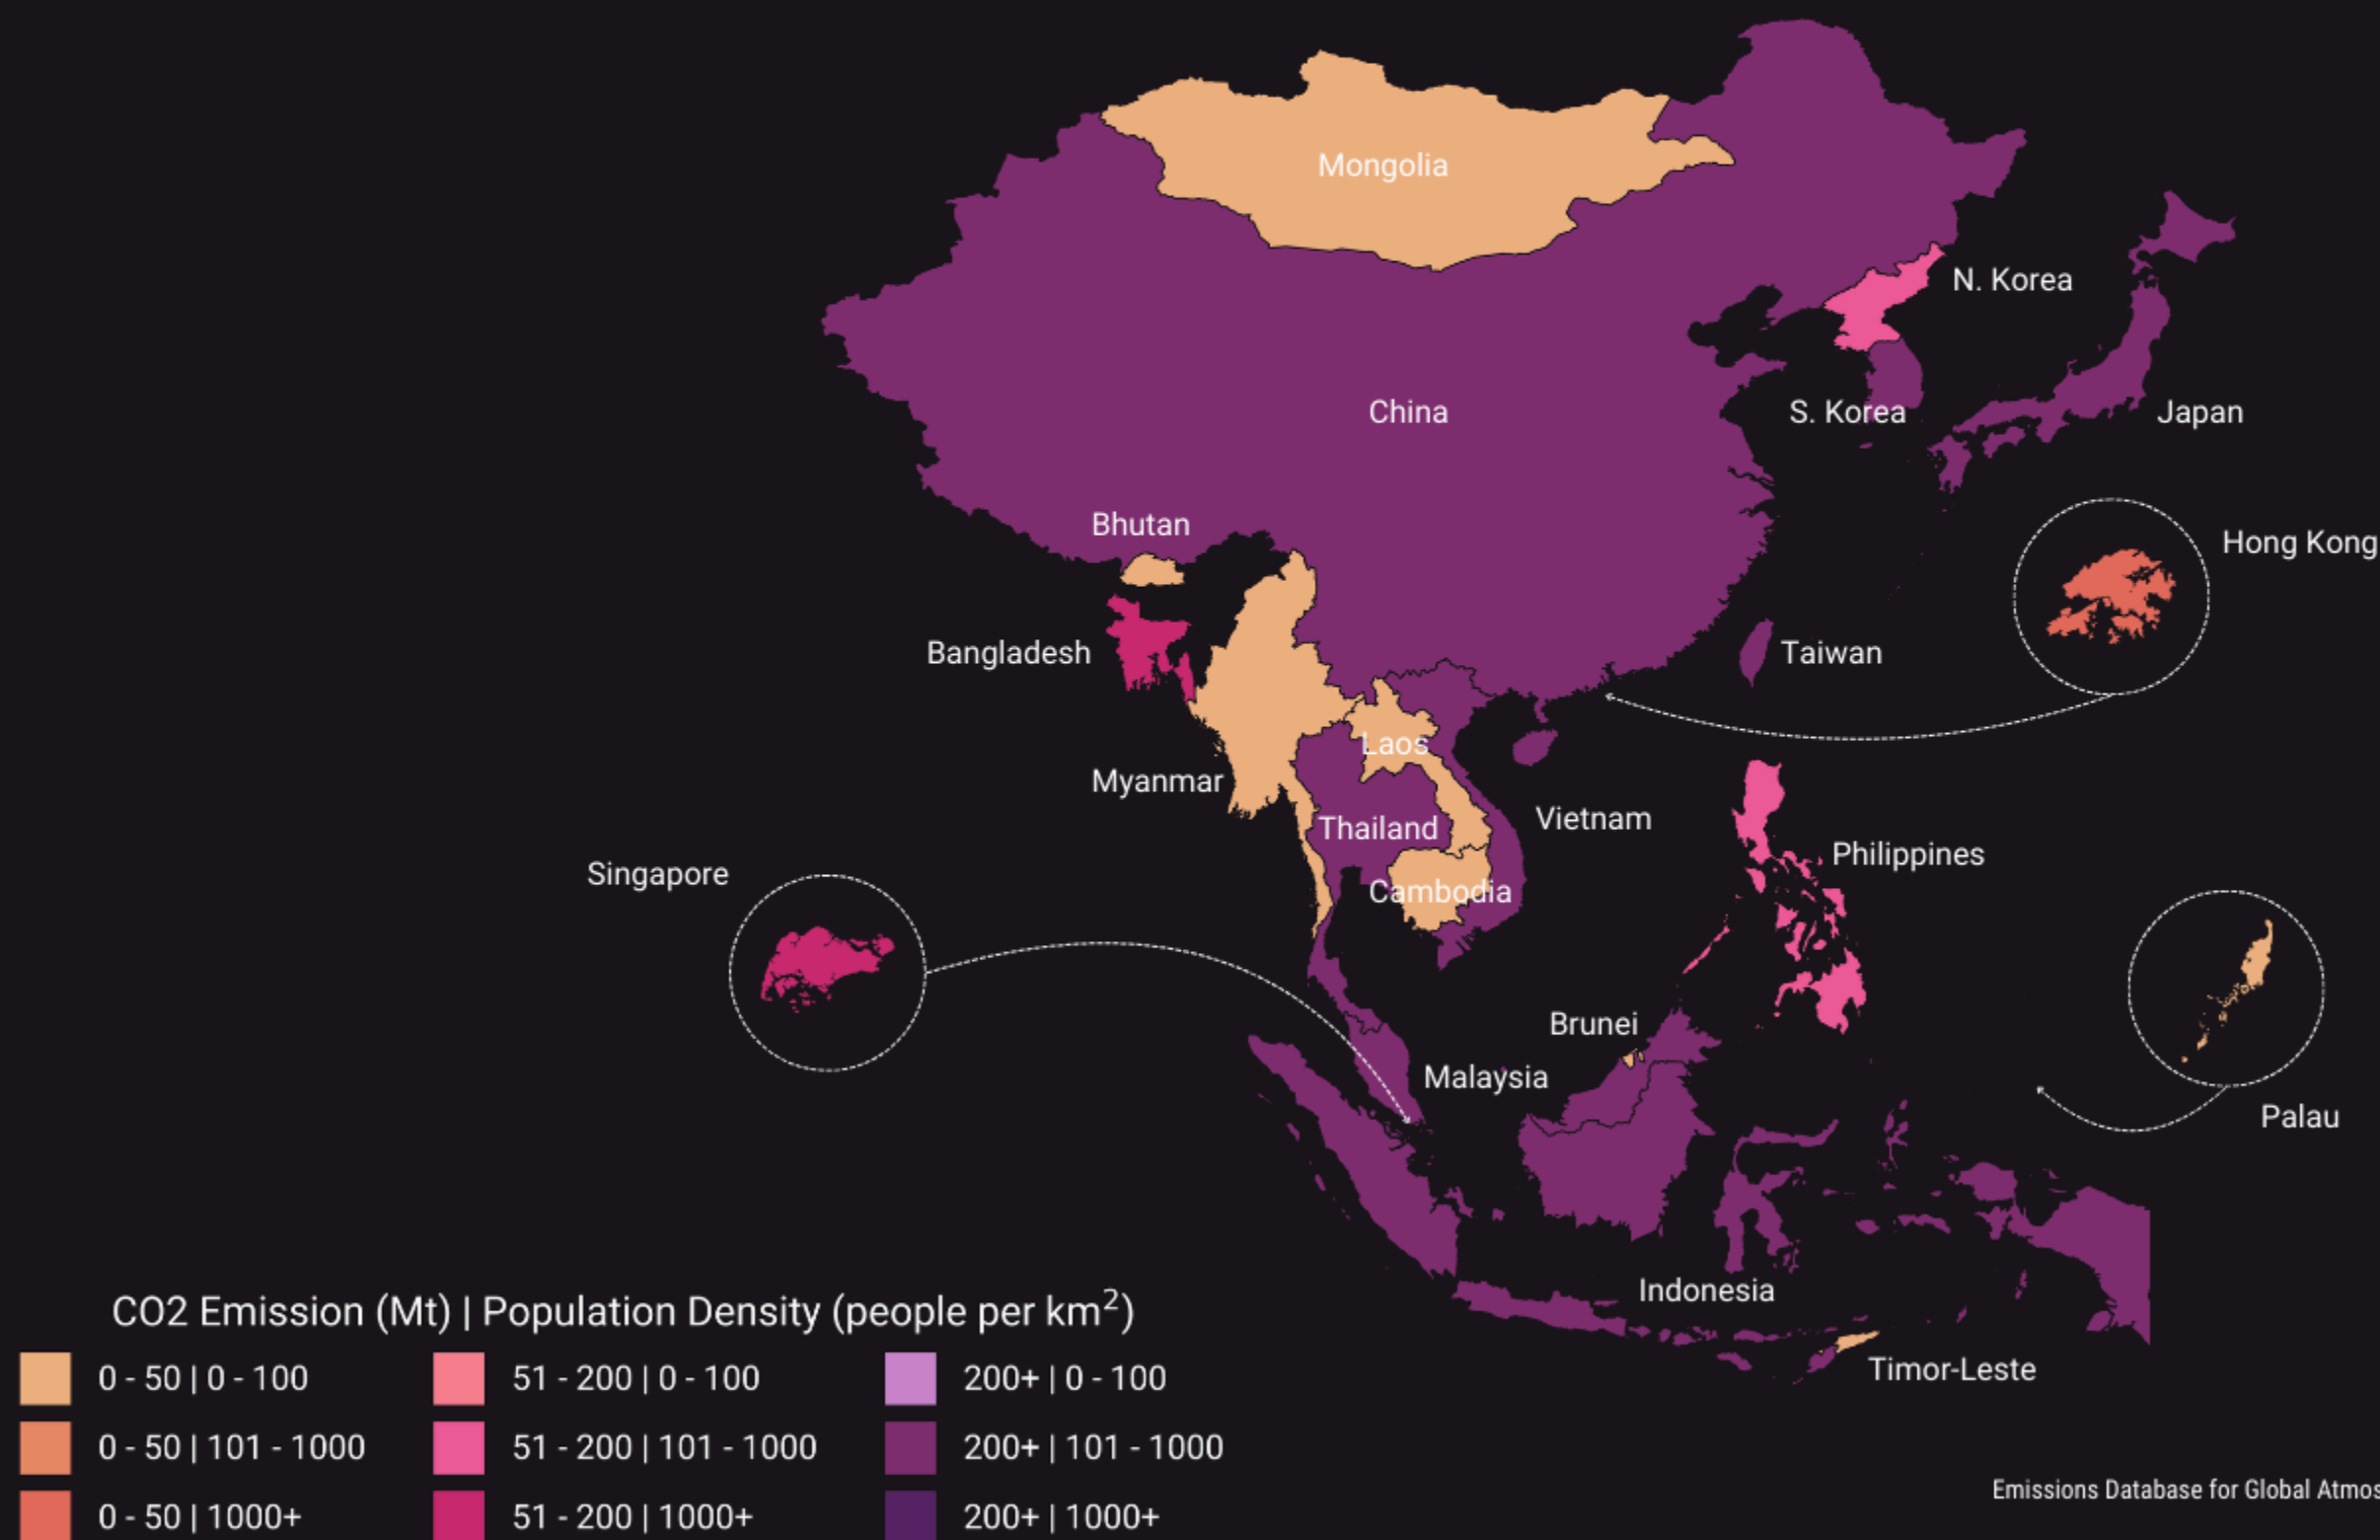 Mongolia
N. Korea
China
S. Korea
Japan
Bhutan
Hong Kong
Bangladesh
Taiwan
Laos
Myanmar
Vietnam
Thailand
Philippines
Singapore
Cambodia
Brunei
Malaysia
Palau
Indonesia
CO2 Emission (Mt) | Population Density (people per km²)
Timor-Leste
0 - 50 | 0 - 100
51 - 200 | 0 - 100
200+ | 0 - 100
0 - 50 | 101 - 1000
51 - 200 | 101 - 1000
200+ | 101 - 1000
Emissions Database for Global Atmos
0 - 50 | 1000+
51 - 200 | 1000+
200+ | 1000+